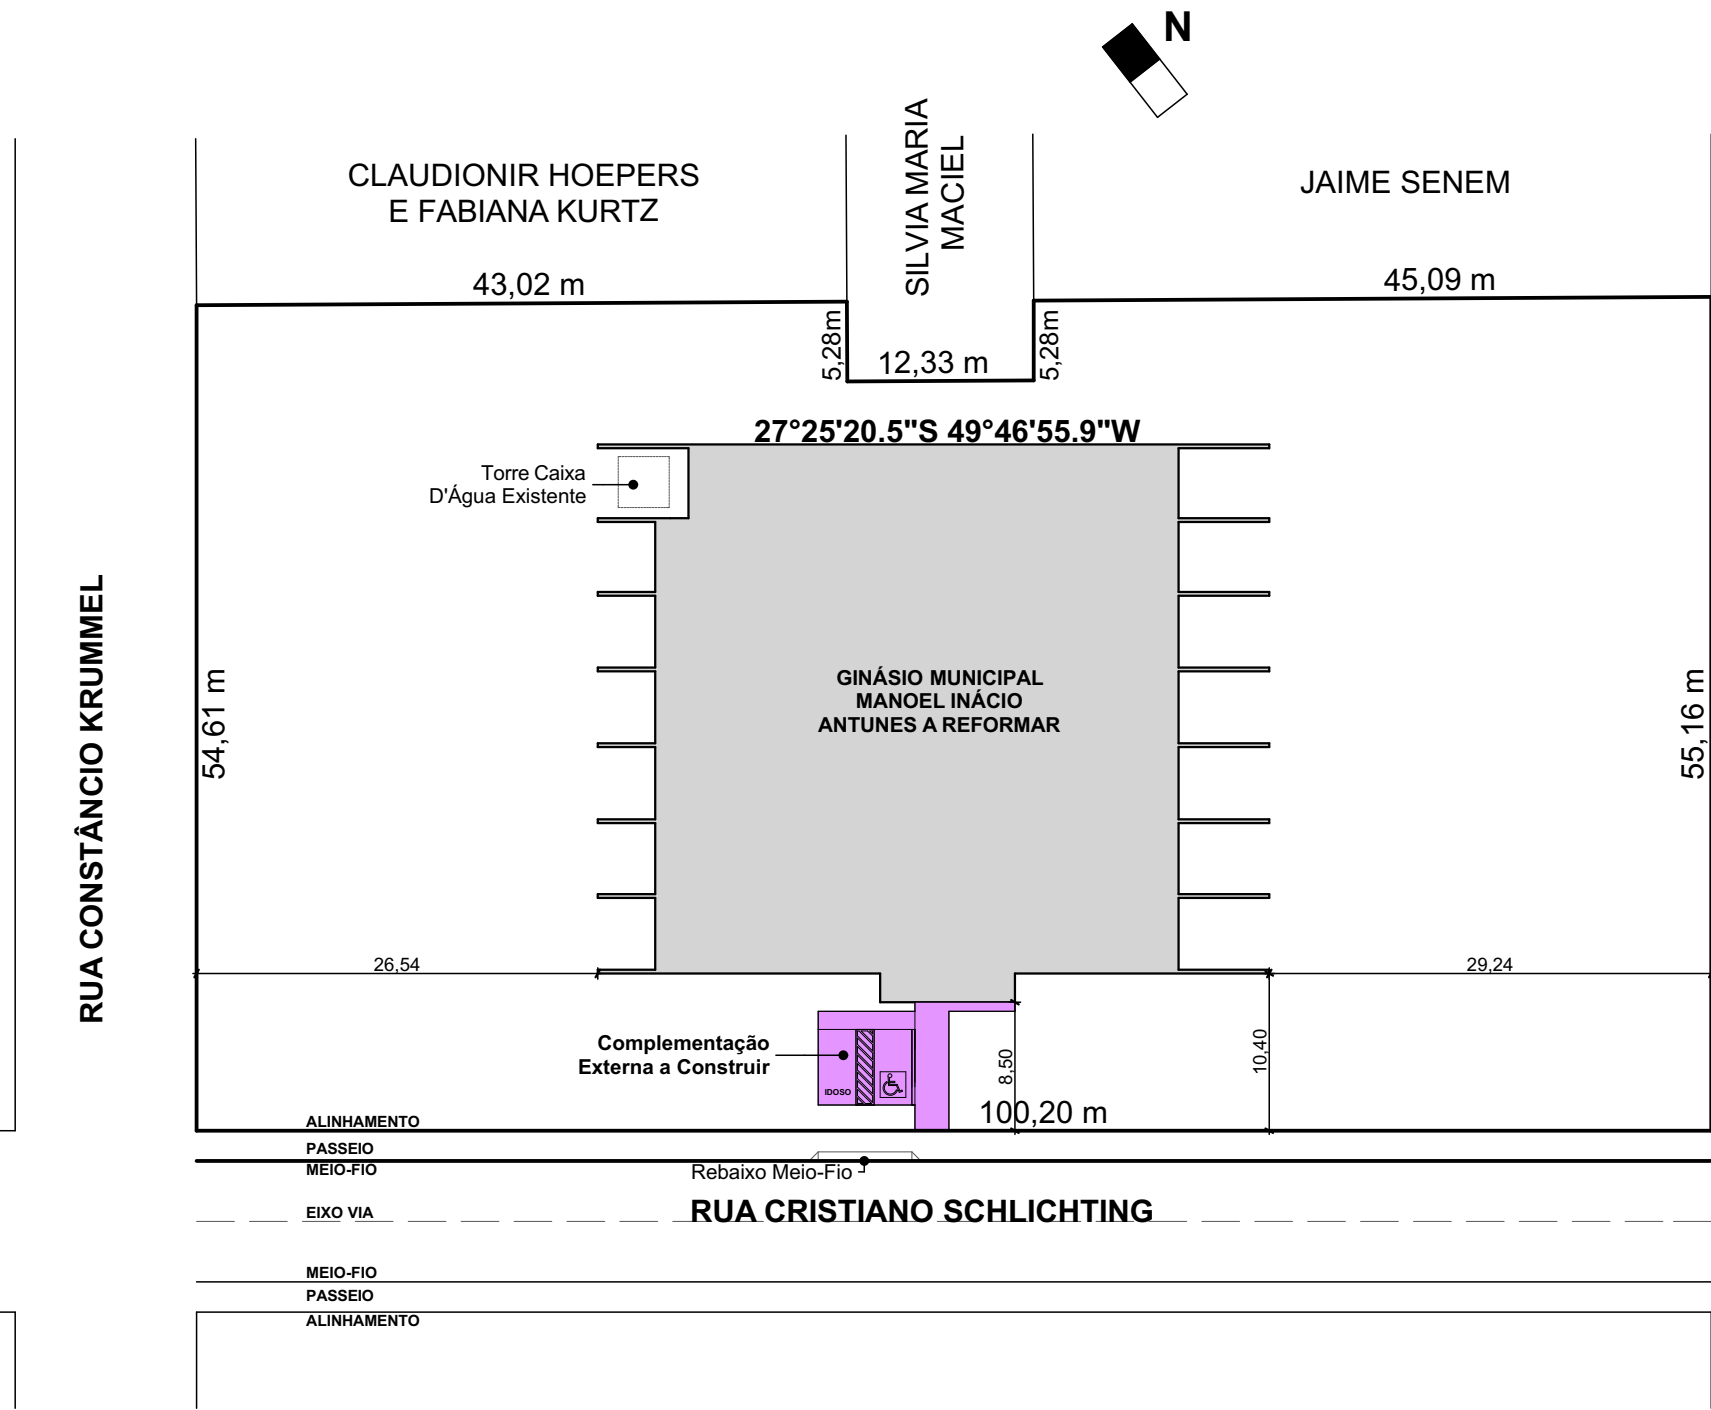 N
CLAUDIONIR HOEPERS
E FABIANA KURTZ
SILVIA MARIA
MACIEL
JAIME SENEM
43,02 m
45,09 m
5,28m
12,33 m
5,28m
27°25'20.5"S 49°46'55.9"W
Torre Caixa
D'Água Existente
RUA CONSTÂNCIO KRUMMEL
54,61 m
GINÁSIO MUNICIPAL
MANOEL INÁCIO
ANTUNES A REFORMAR
55,16 m
26,54
29,24
Complementação
Externa a Construir
IDOSO
8,50
10,40
100,20 m
ALINHAMENTO
PASSEIO
MEIO-FIO
Rebaixo Meio-Fio
EIXO VIA
RUA CRISTIANO SCHLICHTING
MEIO-FIO
PASSEIO
ALINHAMENTO